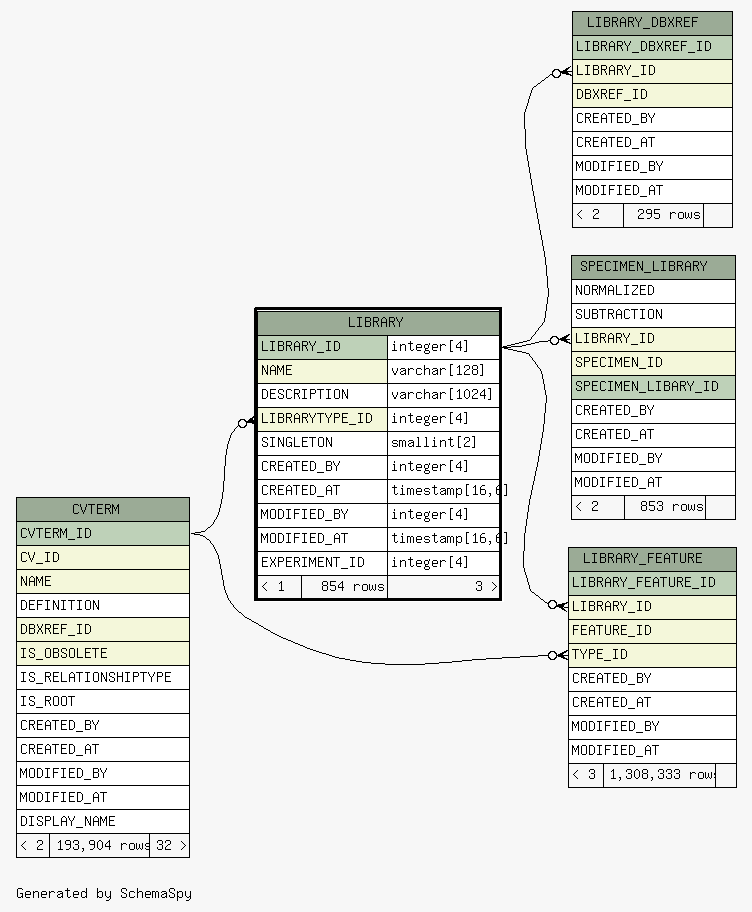 LIBRARY_DBXREF
LIBRARY_DBXREF_ID
LIBRARY_ID
DBXREF_ID
CREATED_BY
CREATED_AT
MODIFIED_BY
MODIFIED_AT
< 2 295 rows
SPECIMEN_LIBRARY
NORMALIZED
SUBTRACTION
LIBRARY_ID
SPECIMEN_ID
SPECIMEN_LIBARY_ID
CREATED_BY
CREATED_AT
MODIFIED_BY
MODIFIED_AT
< 2 853 rows
LIBRARY
LIBRARY_ID integer[4]
NAME varchar[128]
DESCRIPTION varchar[1024]
LIBRARYTYPE_ID integer[4]
SINGLETON smallint[2]
CREATED_BY integer[4]
CREATED_AT timestamp[16,6]
MODIFIED_BY integer[4]
MODIFIED_AT timestamp[16,6]
EXPERIMENT_ID integer[4]
< 1 854 rows 3 >
CVTERM
CVTERM_ID
CV_ID
NAME
DEFINITION
DBXREF_ID
IS_OBSOLETE
IS_RELATIONSHIPTYPE
IS_ROOT
CREATED_BY
CREATED_AT
MODIFIED_BY
MODIFIED_AT
DISPLAY_NAME
< 2 193,904 rows 32 >
LIBRARY_FEATURE
LIBRARY_FEATURE_ID
LIBRARY_ID
FEATURE_ID
TYPE_ID
CREATED_BY
CREATED_AT
MODIFIED_BY
MODIFIED_AT
< 3 1,308,333 rows
Generated by SchemaSpy